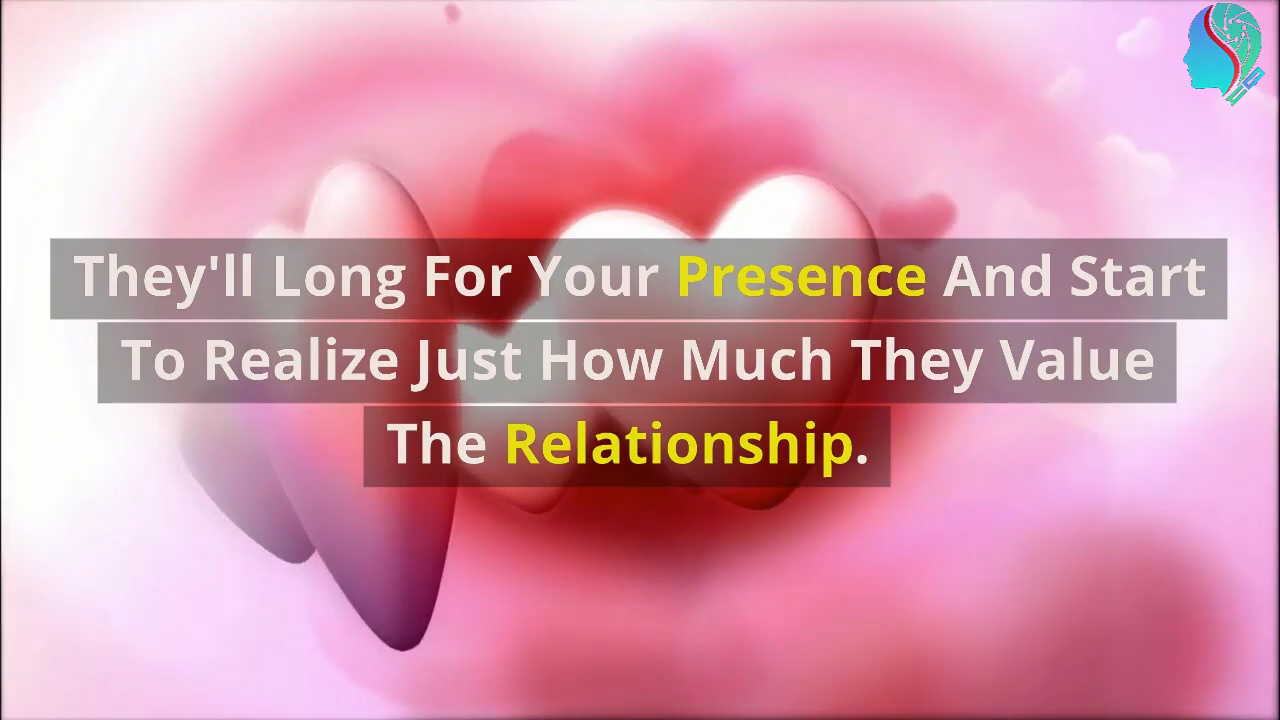 They'll Long For Your Presence And Start
To Realize Just How Much They Value
The Relationship.